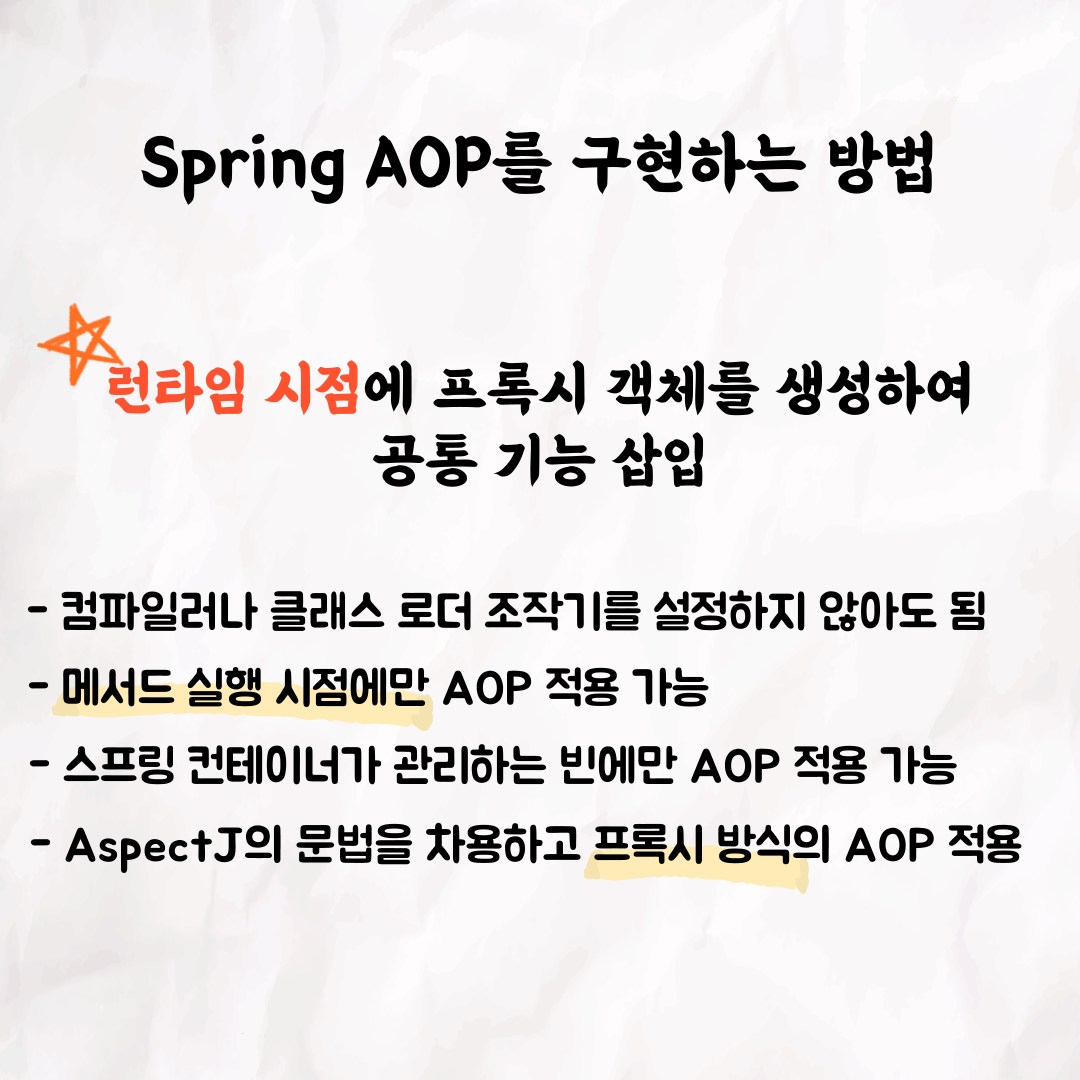 Spring AOP를 구현하는 방법
런타임 시점에 프록시 객체를 생성하여
공통 기능 삽입
- 컴파일러나 클래스 로더 조작기를 설정하지 않아도 됨
- 메서드 실행 시점에만 AOP 적용 가능
- 스프링 컨테이너가 관리하는 빈에만 AOP 적용 가능
- AspectJ의 문법을 차용하고 프록시 방식의 AOP 적용